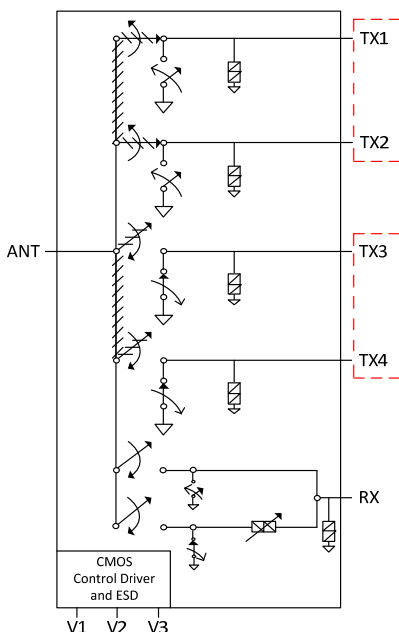 TX1
TX2
ANT
TX3
TX4
RX
CMOS
Control Driver
and ESD
V1 V2 V3